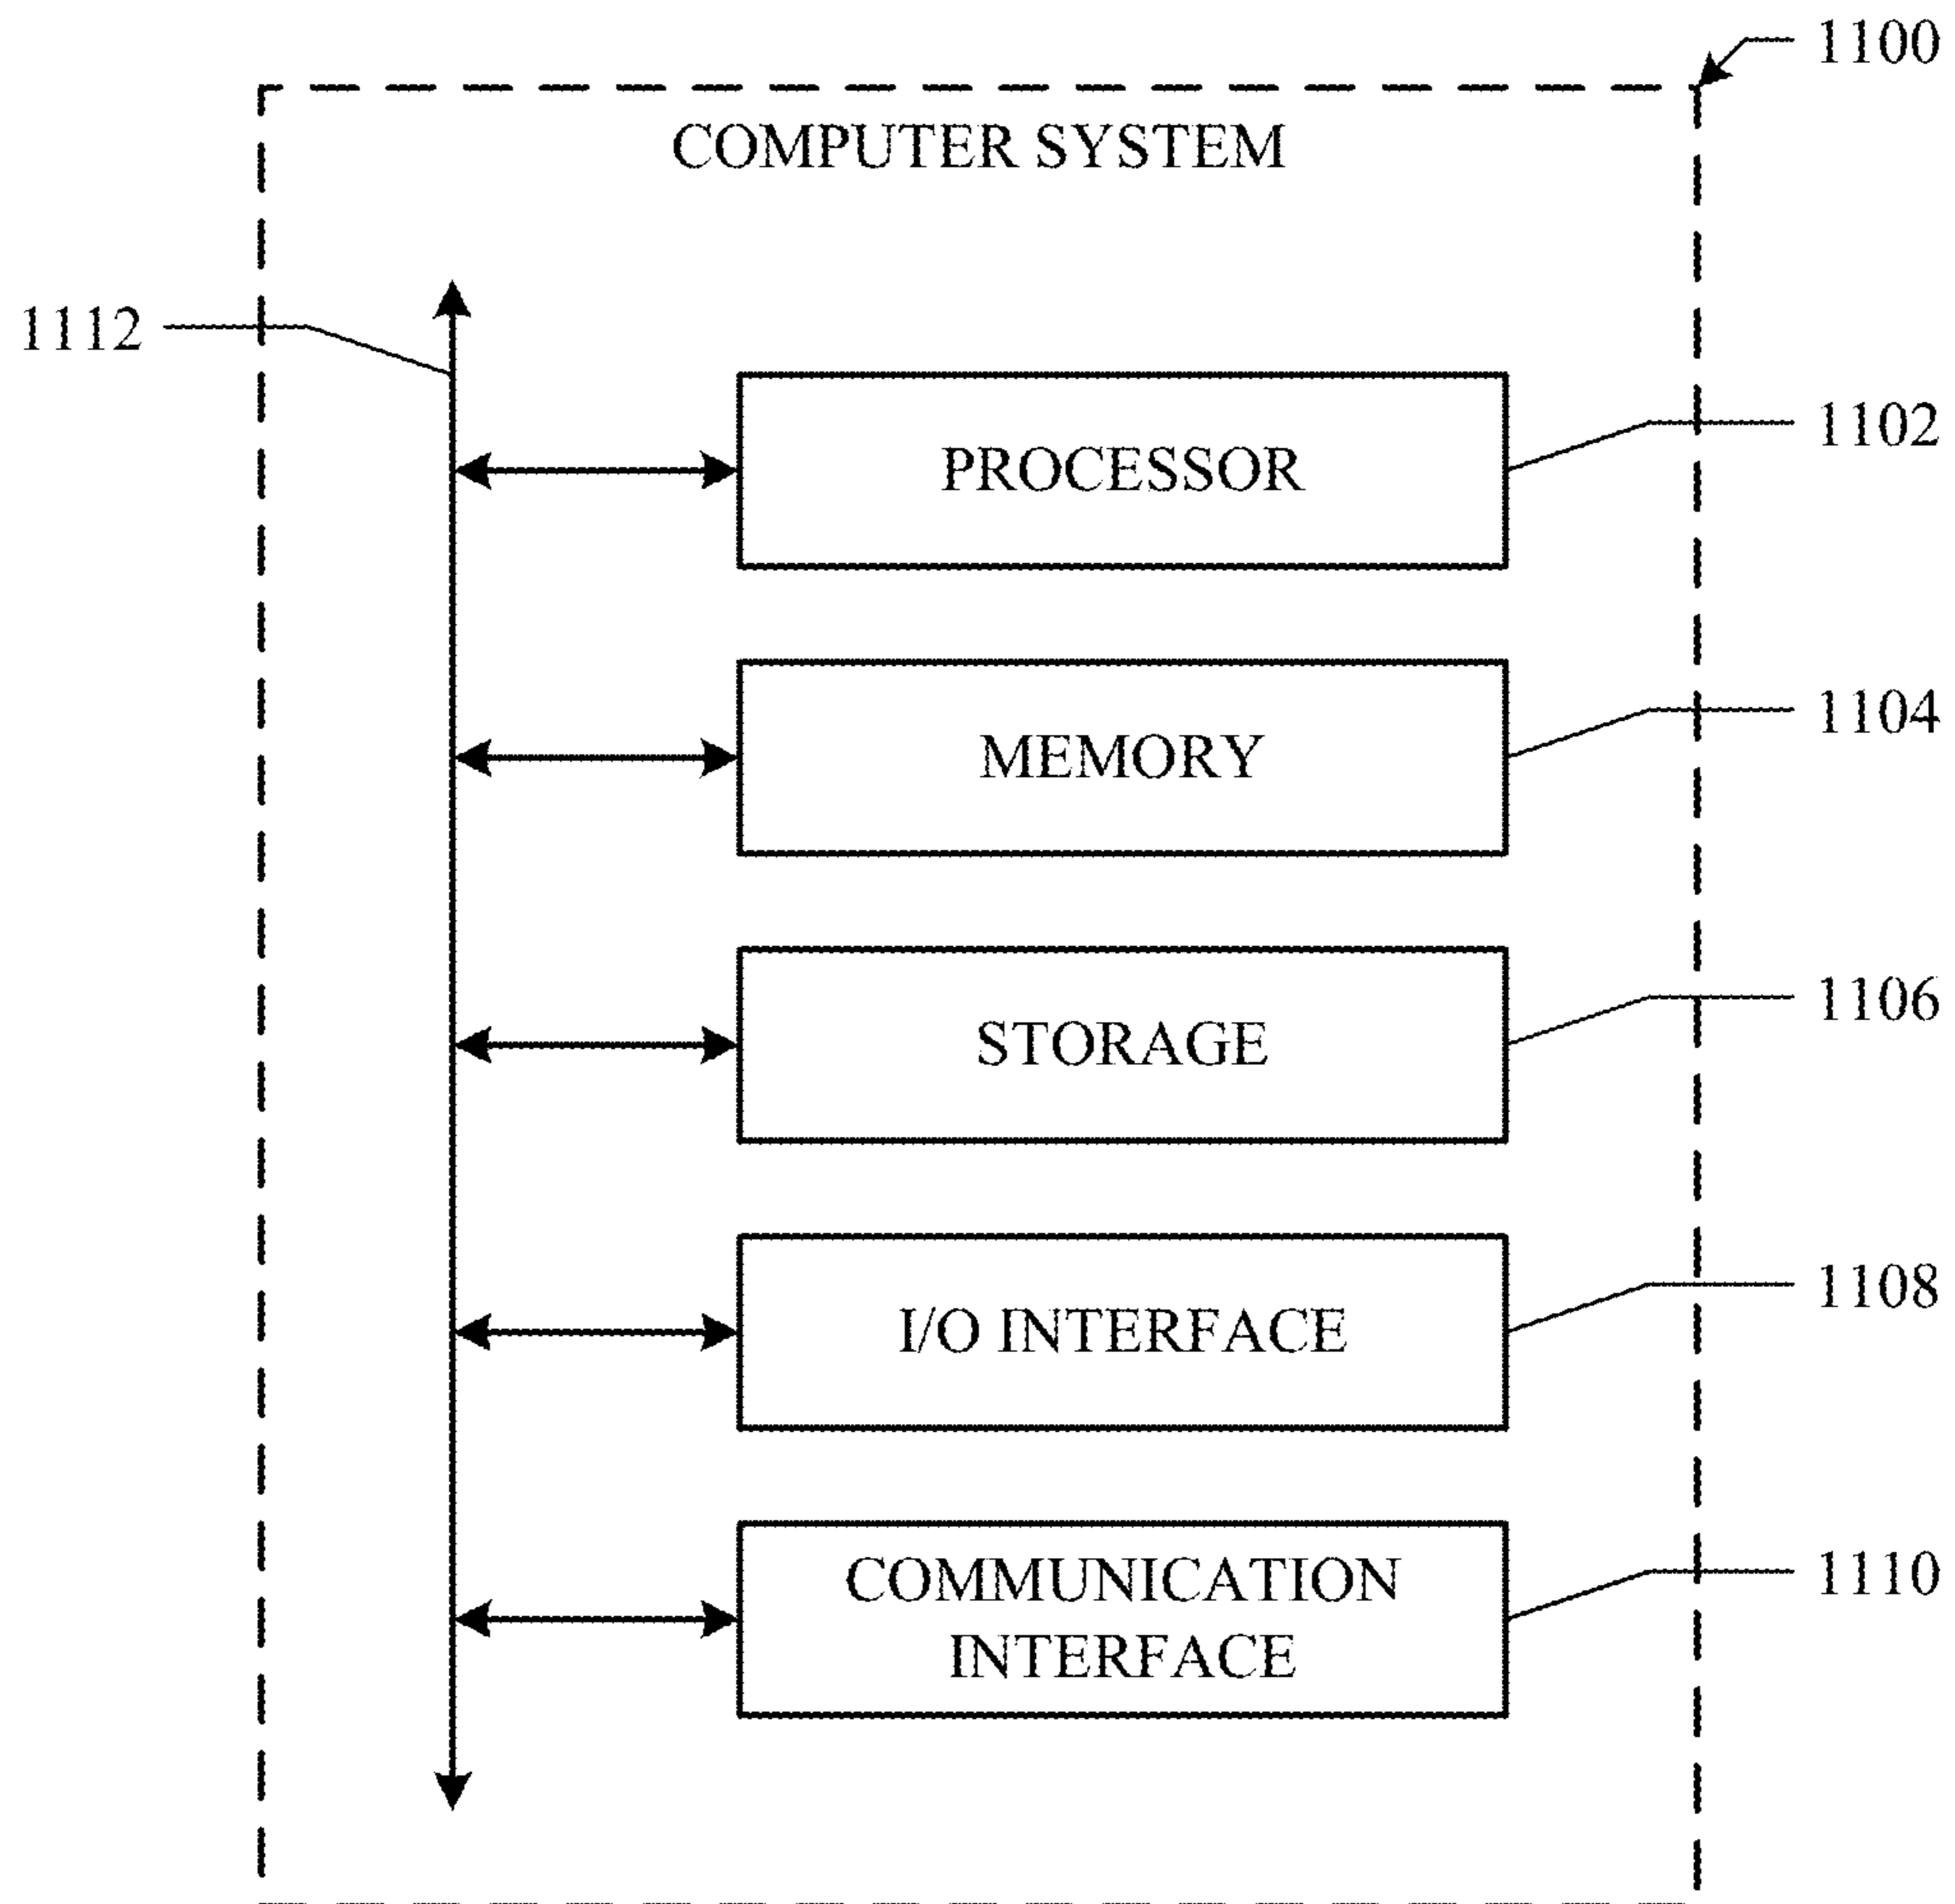 1100
COMPUTER SYSTEM
1112
PROCESSOR
1102
MEMORY
1104
STORAGE
1106
I/O INTERFACE
1108
COMMUNICATION
INTERFACE
1110